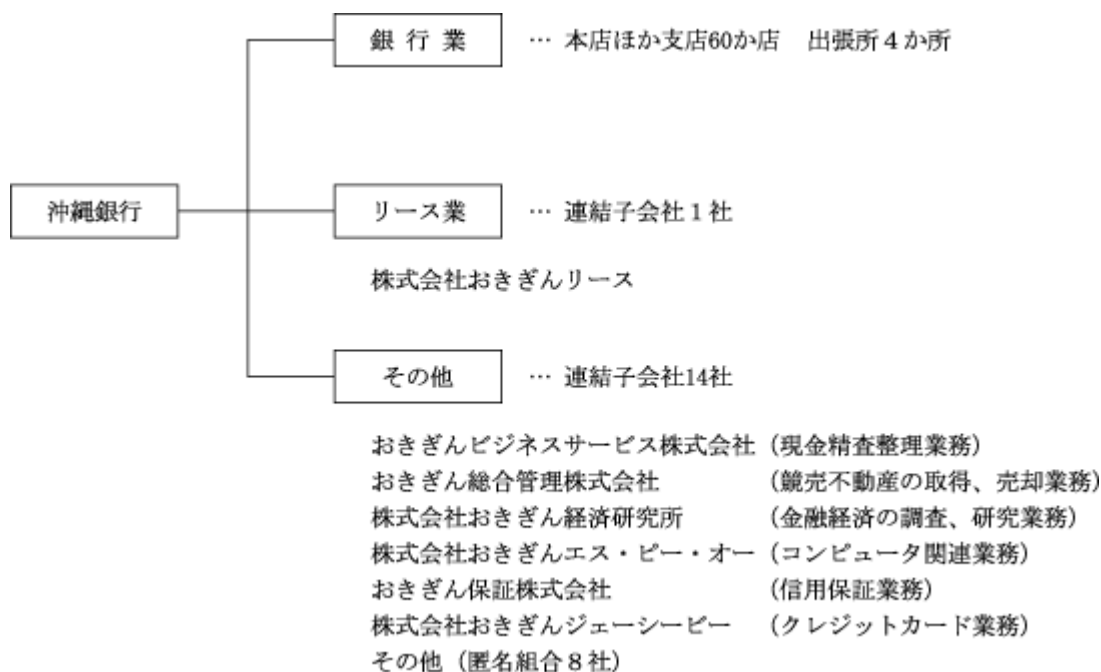 銀行業 … 本店ほか支店60か店 出張所4か所
沖縄銀行
リース業 … 連結子会社1社
株式会社おきぎんリース
その他 … 連結子会社14社
おきぎんビジネスサービス株式会社（現金精査整理業務）
おきぎん総合管理株式会社（競売不動産の取得、売却業務）
株式会社おきぎん経済研究所（金融経済の調査、研究業務）
株式会社おきぎんエス・ピー・オー（コンピュータ関連業務）
おきぎん保証株式会社（信用保証業務）
株式会社おきぎんジェーシービー（クレジットカード業務）
その他（匿名組合８社）